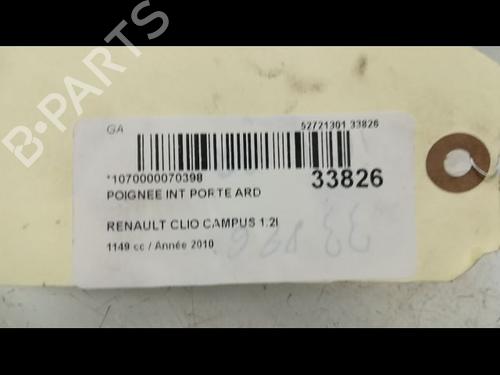 GA 52721301 33826
*1070000070398 33826
POIGNEE INT PORTE ARD
RENAULT CLIO CAMPUS 1.2I
1149 cc / Année 2010
B-PARTS